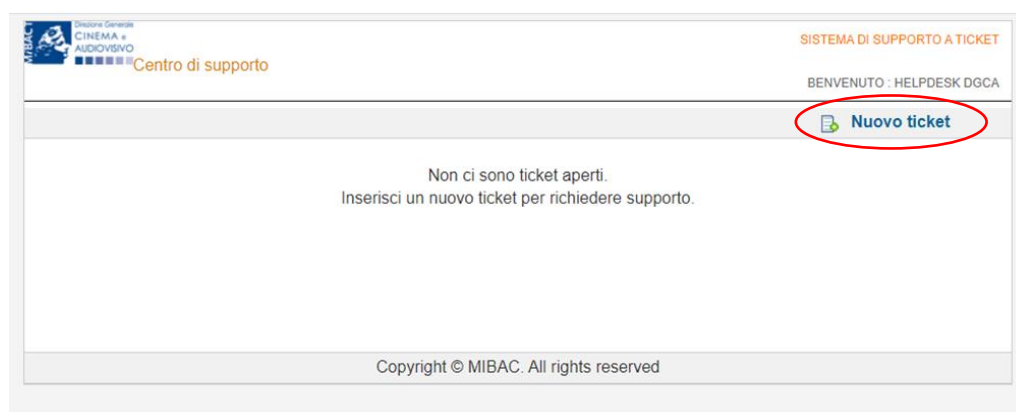 MiBACT
Direzione Generale
CINEMA e
AUDIOVISIVO
Centro di supporto
SISTEMA DI SUPPORTO A TICKET
BENVENUTO : HELPDESK DGCA
Nuovo ticket
Non ci sono ticket aperti.
Inserisci un nuovo ticket per richiedere supporto.
Copyright © MIBAC. All rights reserved